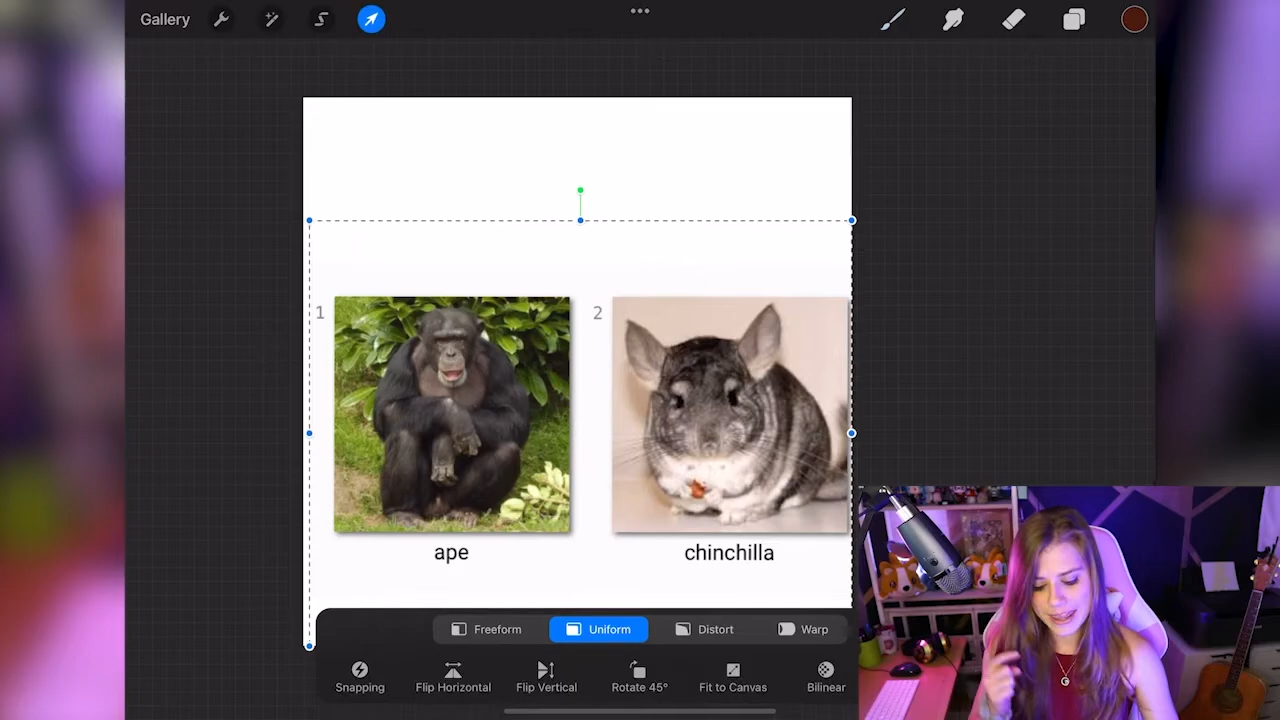 Gallery
1
2
ape
chinchilla
Freeform Uniform Distort Warp
Snapping Flip Horizontal Flip Vertical Rotate 45° Fit to Canvas Bilinear